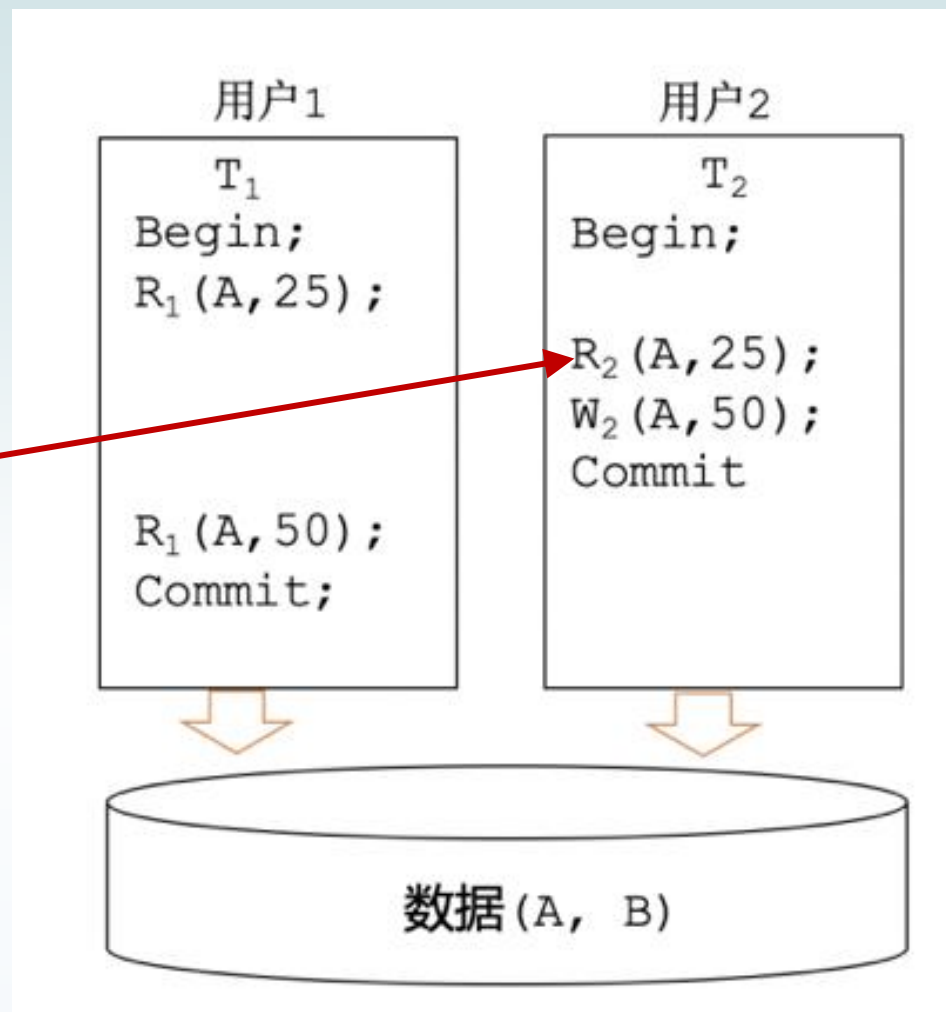 用户1
T₁
Begin;
R₁(A,25);
R₁(A,50);
Commit;
用户2
T₂
Begin;
R₂(A,25);
W₂(A,50);
Commit
数据(A, B)